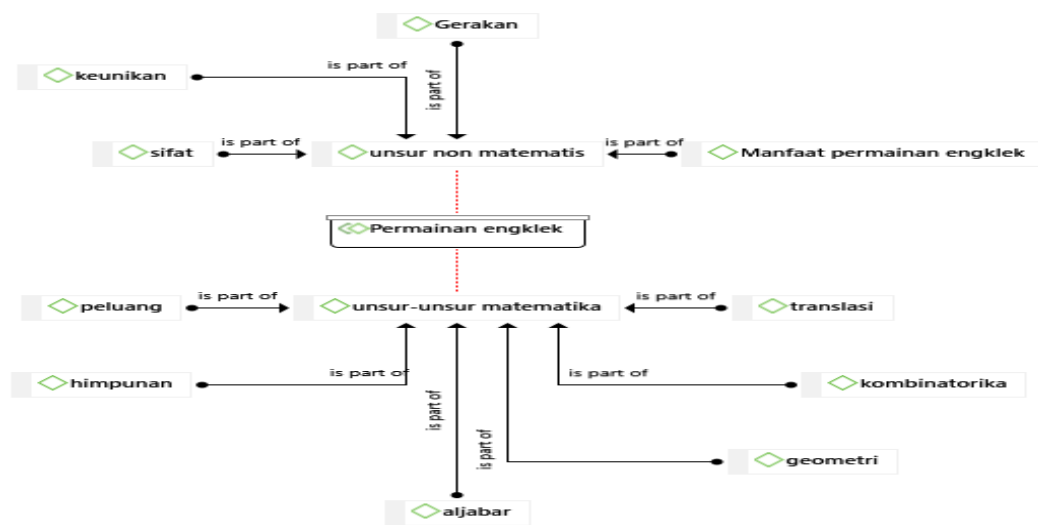 Gerakan
is part of
keunikan
is part of
sifat
is part of
unsur non matematis
is part of
Manfaat permainan engklek
Permainan engklek
peluang
is part of
unsur-unsur matematika
is part of
translasi
himpunan
is part of
is part of
kombinatorika
is part of
is part of
geometri
aljabar